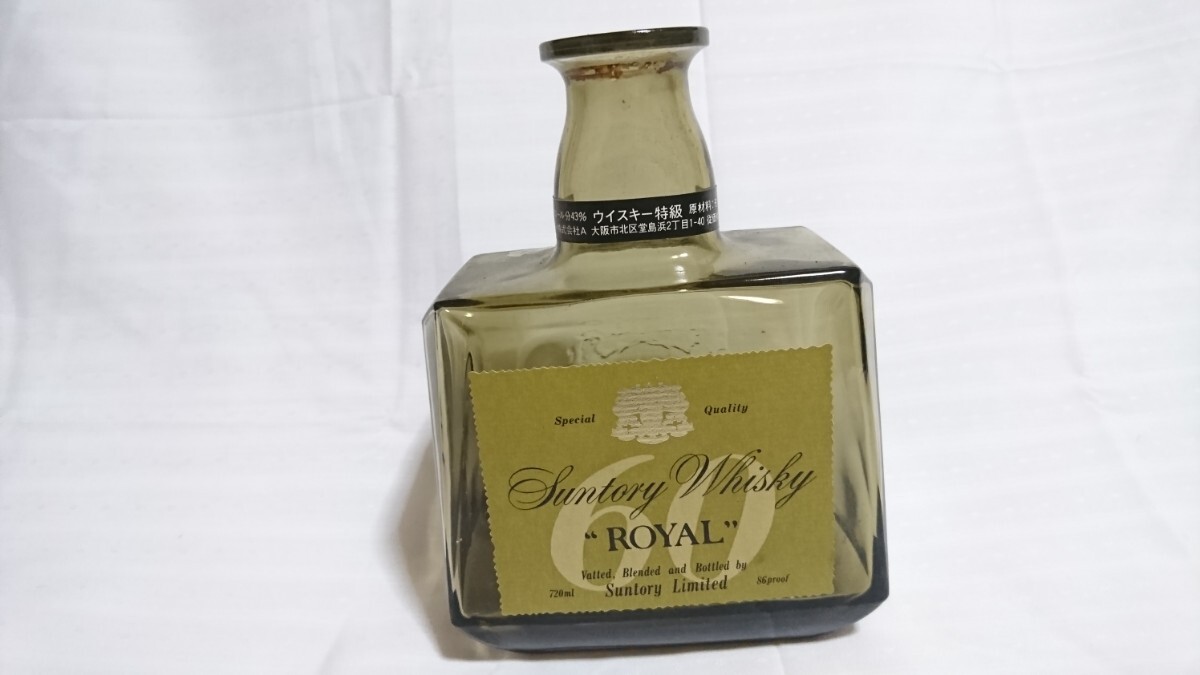 ール分43% ウイスキー特級 原材料
株式会社A 大阪市北区堂島浜2丁目1-40
Special Quality
60
Suntory Whisky
"ROYAL"
Vatted, Blended and Bottled by
720ml Suntory Limited 86proof